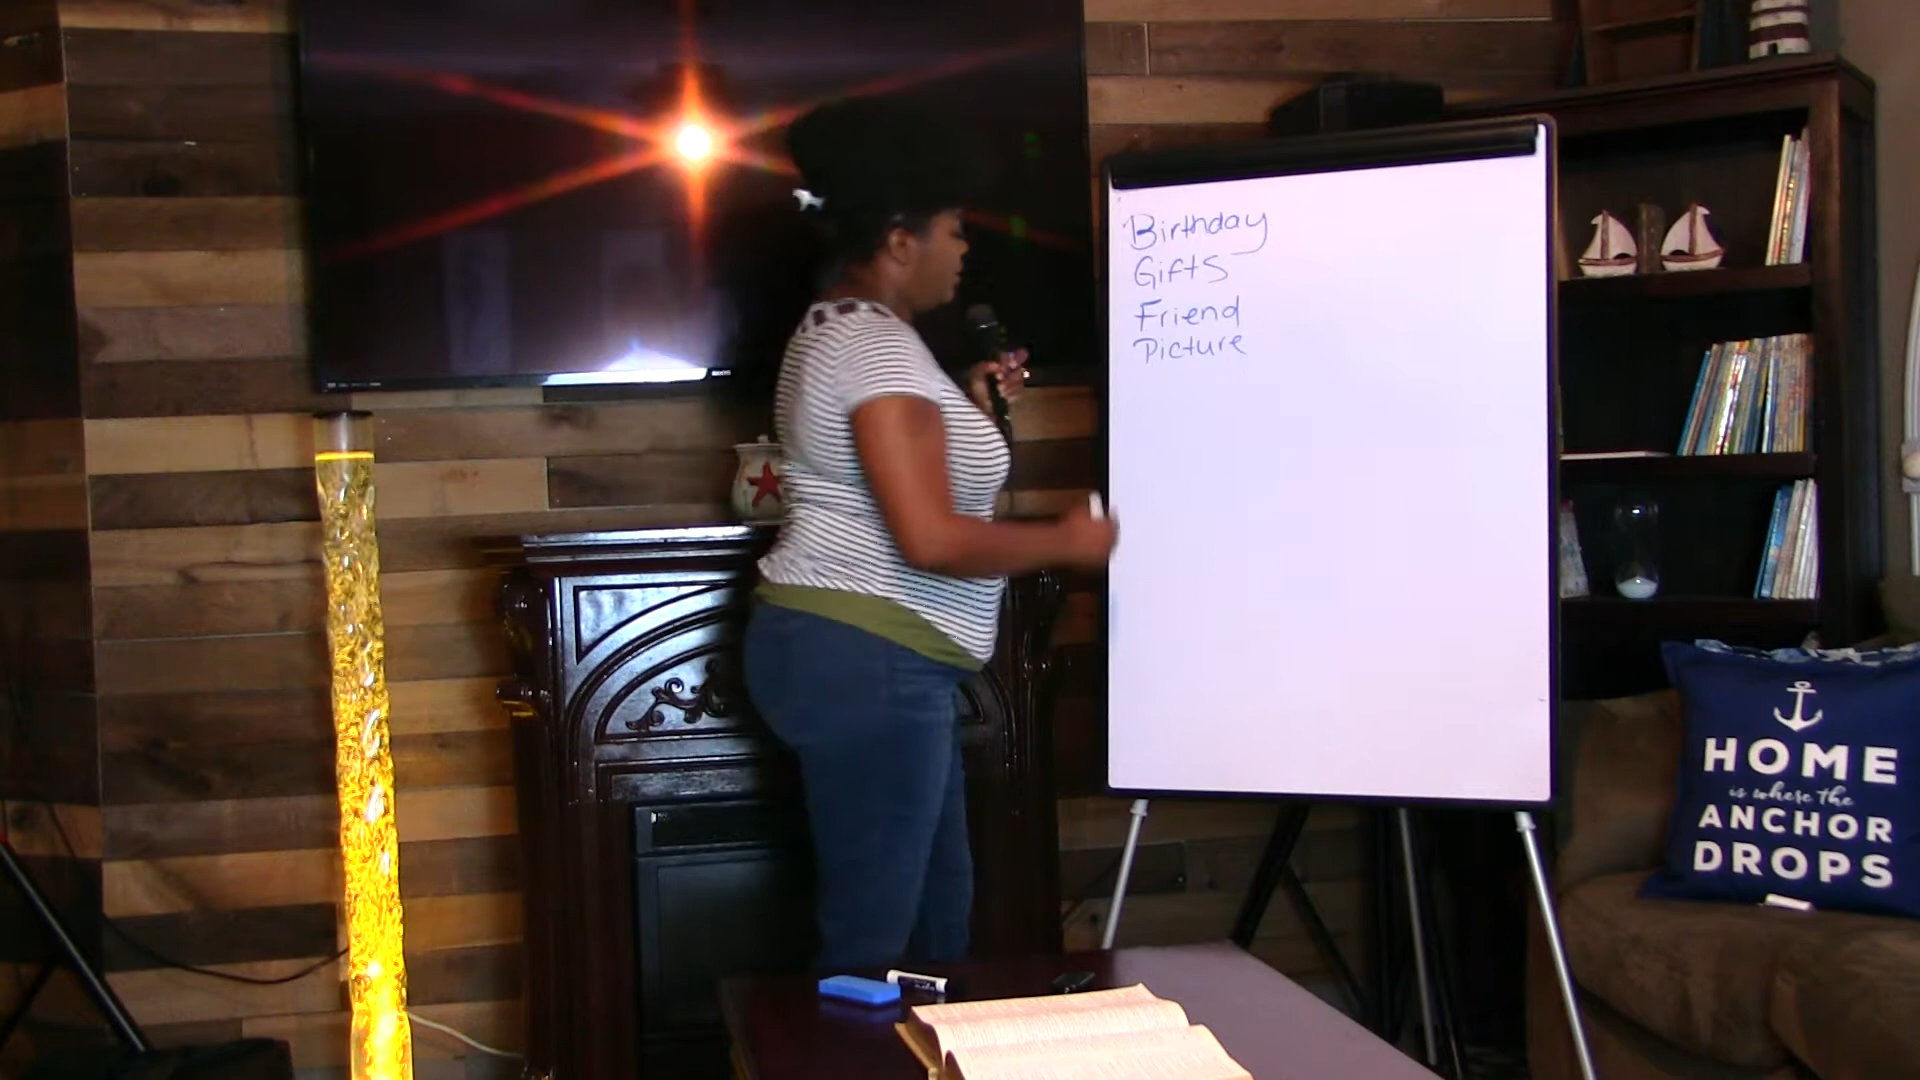 Birthday
Gifts
Friend
Picture
HOME
is where the
ANCHOR
DROPS